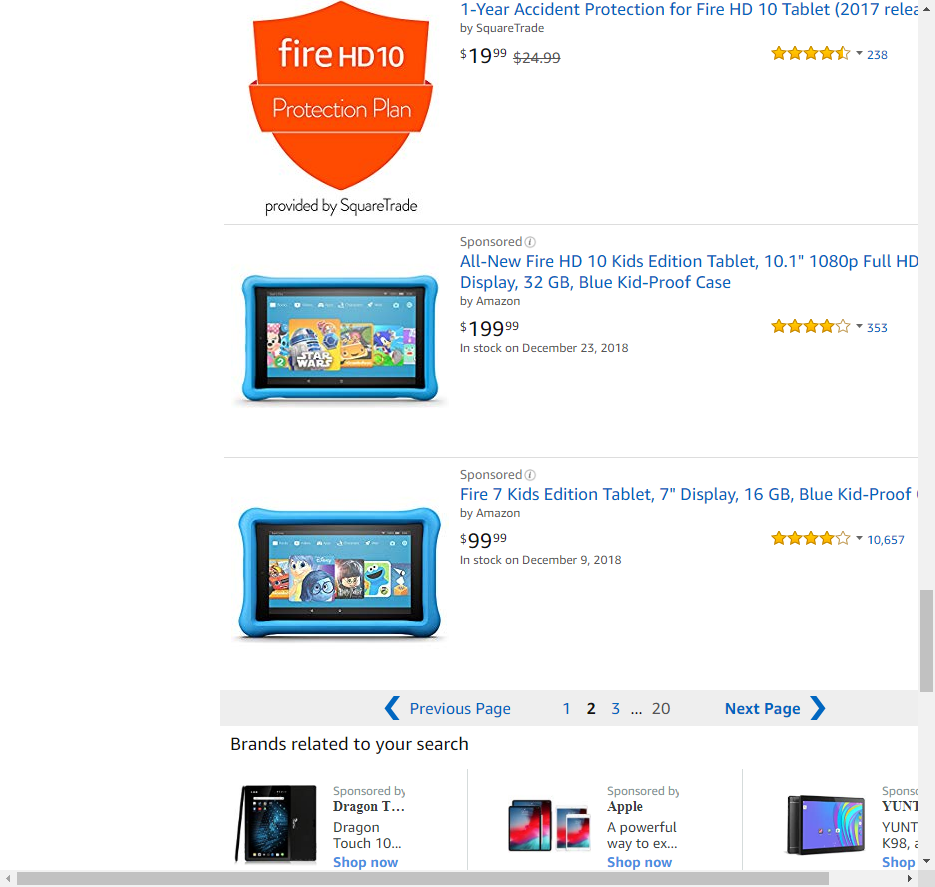 1-Year Accident Protection for Fire HD 10 Tablet (2017 relea
by SquareTrade
$19.99 $24.99
238
fire HD10
Protection Plan
provided by SquareTrade
Sponsored
All-New Fire HD 10 Kids Edition Tablet, 10.1" 1080p Full HD
Display, 32 GB, Blue Kid-Proof Case
by Amazon
$199.99
353
In stock on December 23, 2018
STAR
WARS
Sponsored
Fire 7 Kids Edition Tablet, 7" Display, 16 GB, Blue Kid-Proof
by Amazon
$99.99
10,657
In stock on December 9, 2018
Previous Page 1 2 3 ... 20 Next Page
Brands related to your search
Sponsored by
Dragon T...
Dragon
Touch 10...
Shop now
Sponsored by
Apple
A powerful
way to ex...
Shop now
Sponso
YUNT
YUNT
K98, a
Shop